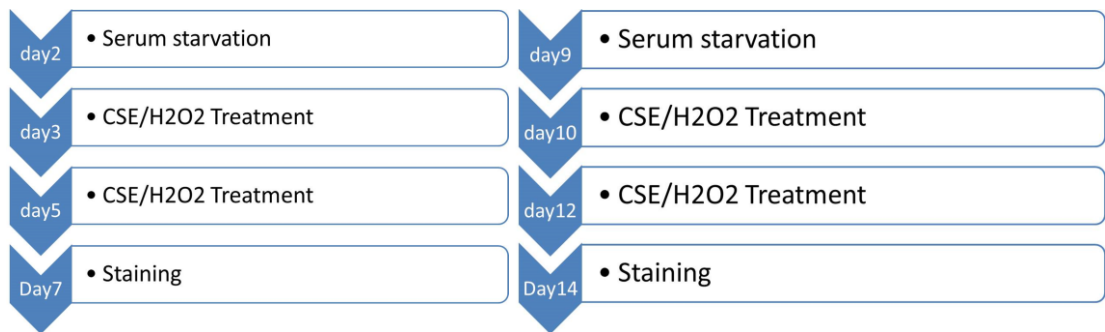 day2
• Serum starvation
day3
• CSE/H2O2 Treatment
day5
• CSE/H2O2 Treatment
Day7
• Staining
day9
• Serum starvation
day10
• CSE/H2O2 Treatment
day12
• CSE/H2O2 Treatment
Day14
• Staining